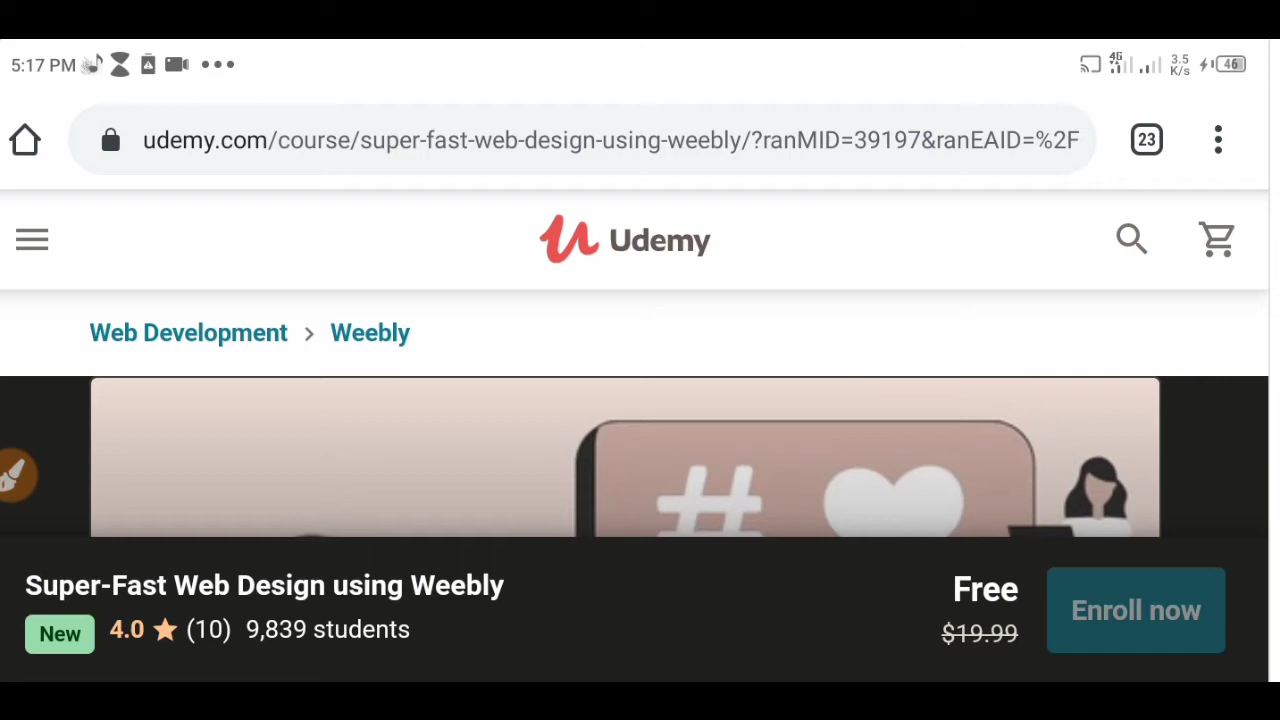 5:17 PM
4G
3.5 K/s
46
udemy.com/course/super-fast-web-design-using-weebly/?ranMID=39197&ranEAID=%2F
23
Udemy
Web Development > Weebly
#
Super-Fast Web Design using Weebly
Free
New 4.0 (10) 9,839 students
$19.99
Enroll now